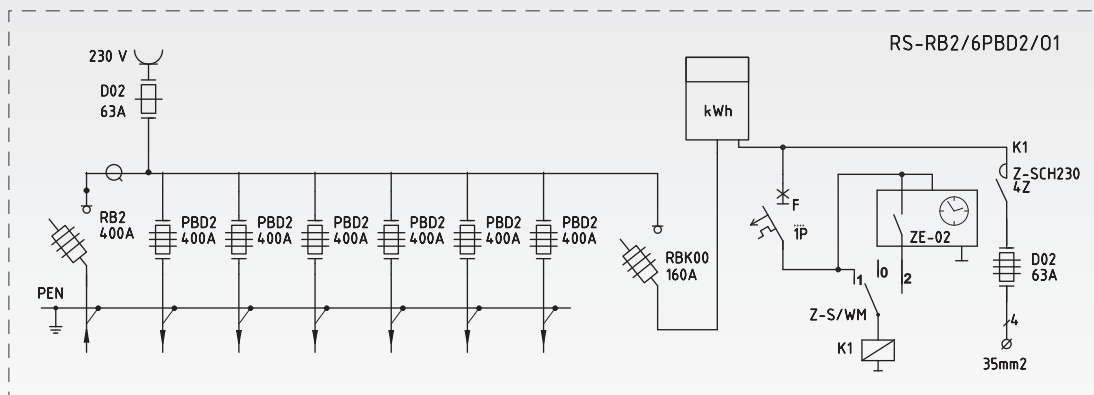 RS-RB2/6PBD2/01
230 V
D02
63A
kWh
K1
Z-SCH230
4Z
RB2
400A
PBD2
400A
PBD2
400A
PBD2
400A
PBD2
400A
PBD2
400A
PBD2
400A
RBK00
160A
F
1P
ZE-02
D02
63A
PEN
1
0
2
Z-S/WM
K1
4
35mm2